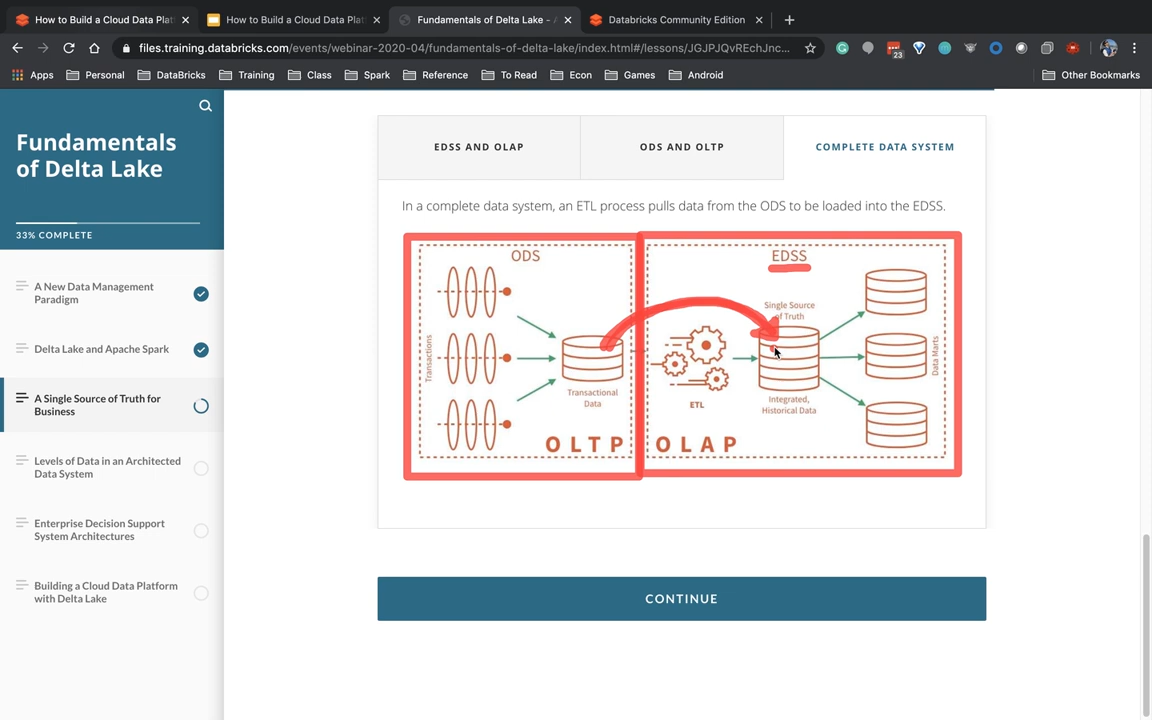 How to Build a Cloud Data Plat
How to Build a Cloud Data Plat
Fundamentals of Delta Lake - A
Databricks Community Edition
files.training.databricks.com/events/webinar-2020-04/fundamentals-of-delta-lake/index.html#/lessons/JGJPJQvREchJnc...
23
Apps
Personal
DataBricks
Training
Class
Spark
Reference
To Read
Econ
Games
Android
Other Bookmarks
Fundamentals
of Delta Lake
33% COMPLETE
A New Data Management
Paradigm
Delta Lake and Apache Spark
A Single Source of Truth for
Business
Levels of Data in an Architected
Data System
Enterprise Decision Support
System Architectures
Building a Cloud Data Platform
with Delta Lake
EDSS AND OLAP
ODS AND OLTP
COMPLETE DATA SYSTEM
In a complete data system, an ETL process pulls data from the ODS to be loaded into the EDSS.
ODS
Transactions
Transactional
Data
OLTP
EDSS
Single Source
of Truth
ETL
Integrated,
Historical Data
Data Marts
OLAP
CONTINUE